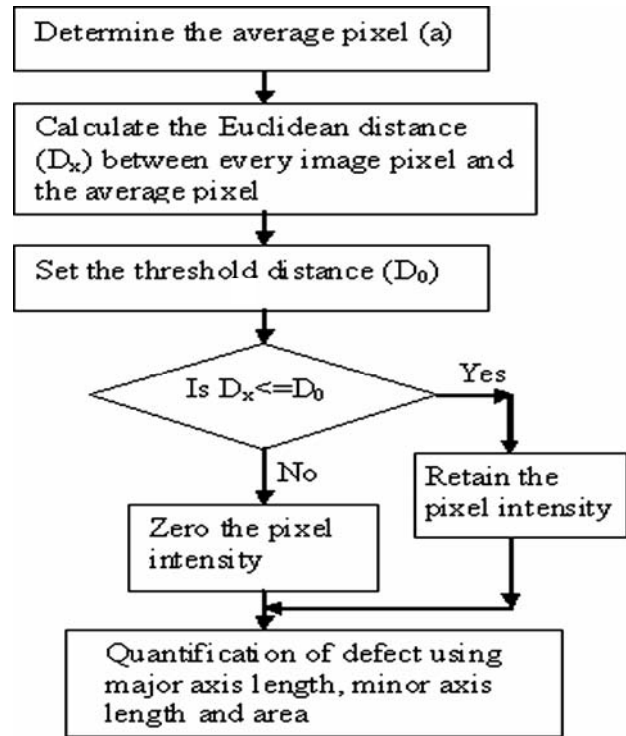 Determine the average pixel (a)
Calculate the Euclidean distance
(Dₓ) between every image pixel and
the average pixel
Set the threshold distance (D₀)
Is Dₓ<=D₀
Yes
No
Retain the
pixel intensity
Zero the pixel
intensity
Quantification of defect using
major axis length, minor axis
length and area